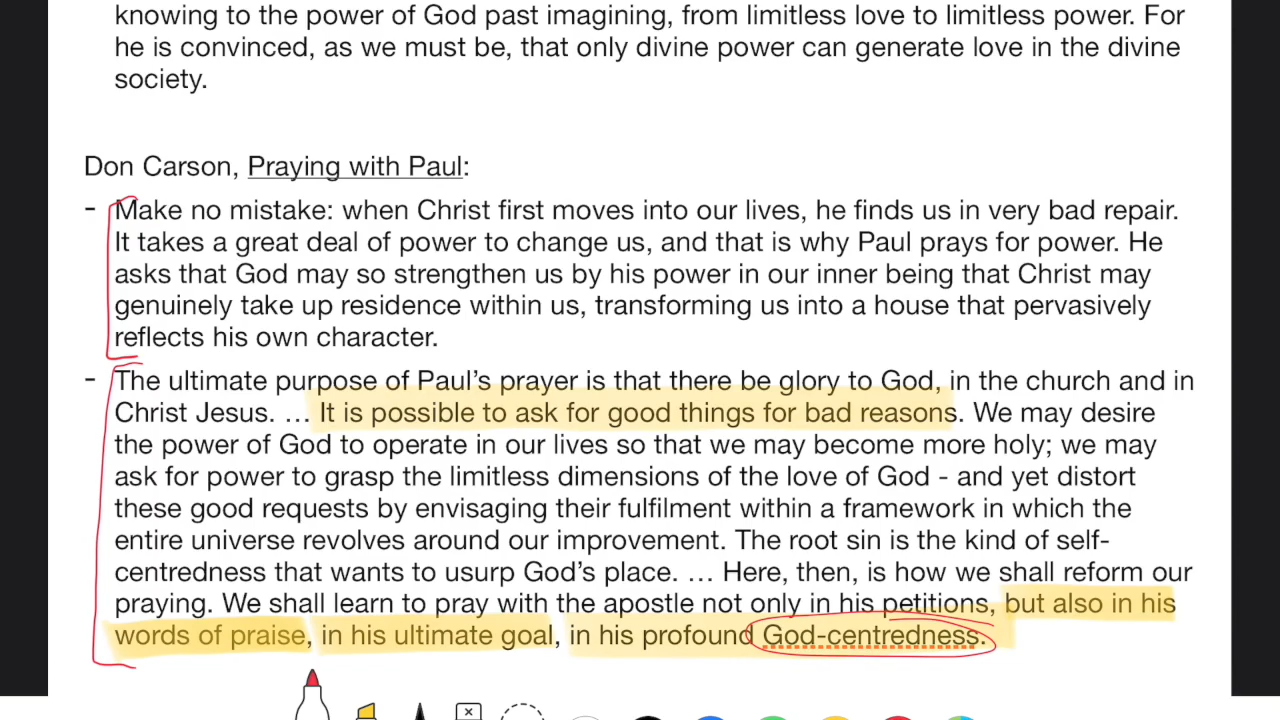 knowing to the power of God past imagining, from limitless love to limitless power. For
he is convinced, as we must be, that only divine power can generate love in the divine
society.
Don Carson, Praying with Paul:
- Make no mistake: when Christ first moves into our lives, he finds us in very bad repair.
It takes a great deal of power to change us, and that is why Paul prays for power. He
asks that God may so strengthen us by his power in our inner being that Christ may
genuinely take up residence within us, transforming us into a house that pervasively
reflects his own character.
- The ultimate purpose of Paul's prayer is that there be glory to God, in the church and in
Christ Jesus. … It is possible to ask for good things for bad reasons. We may desire
the power of God to operate in our lives so that we may become more holy; we may
ask for power to grasp the limitless dimensions of the love of God - and yet distort
these good requests by envisaging their fulfilment within a framework in which the
entire universe revolves around our improvement. The root sin is the kind of self-
centredness that wants to usurp God's place. … Here, then, is how we shall reform our
praying. We shall learn to pray with the apostle not only in his petitions, but also in his
words of praise, in his ultimate goal, in his profound God-centredness.